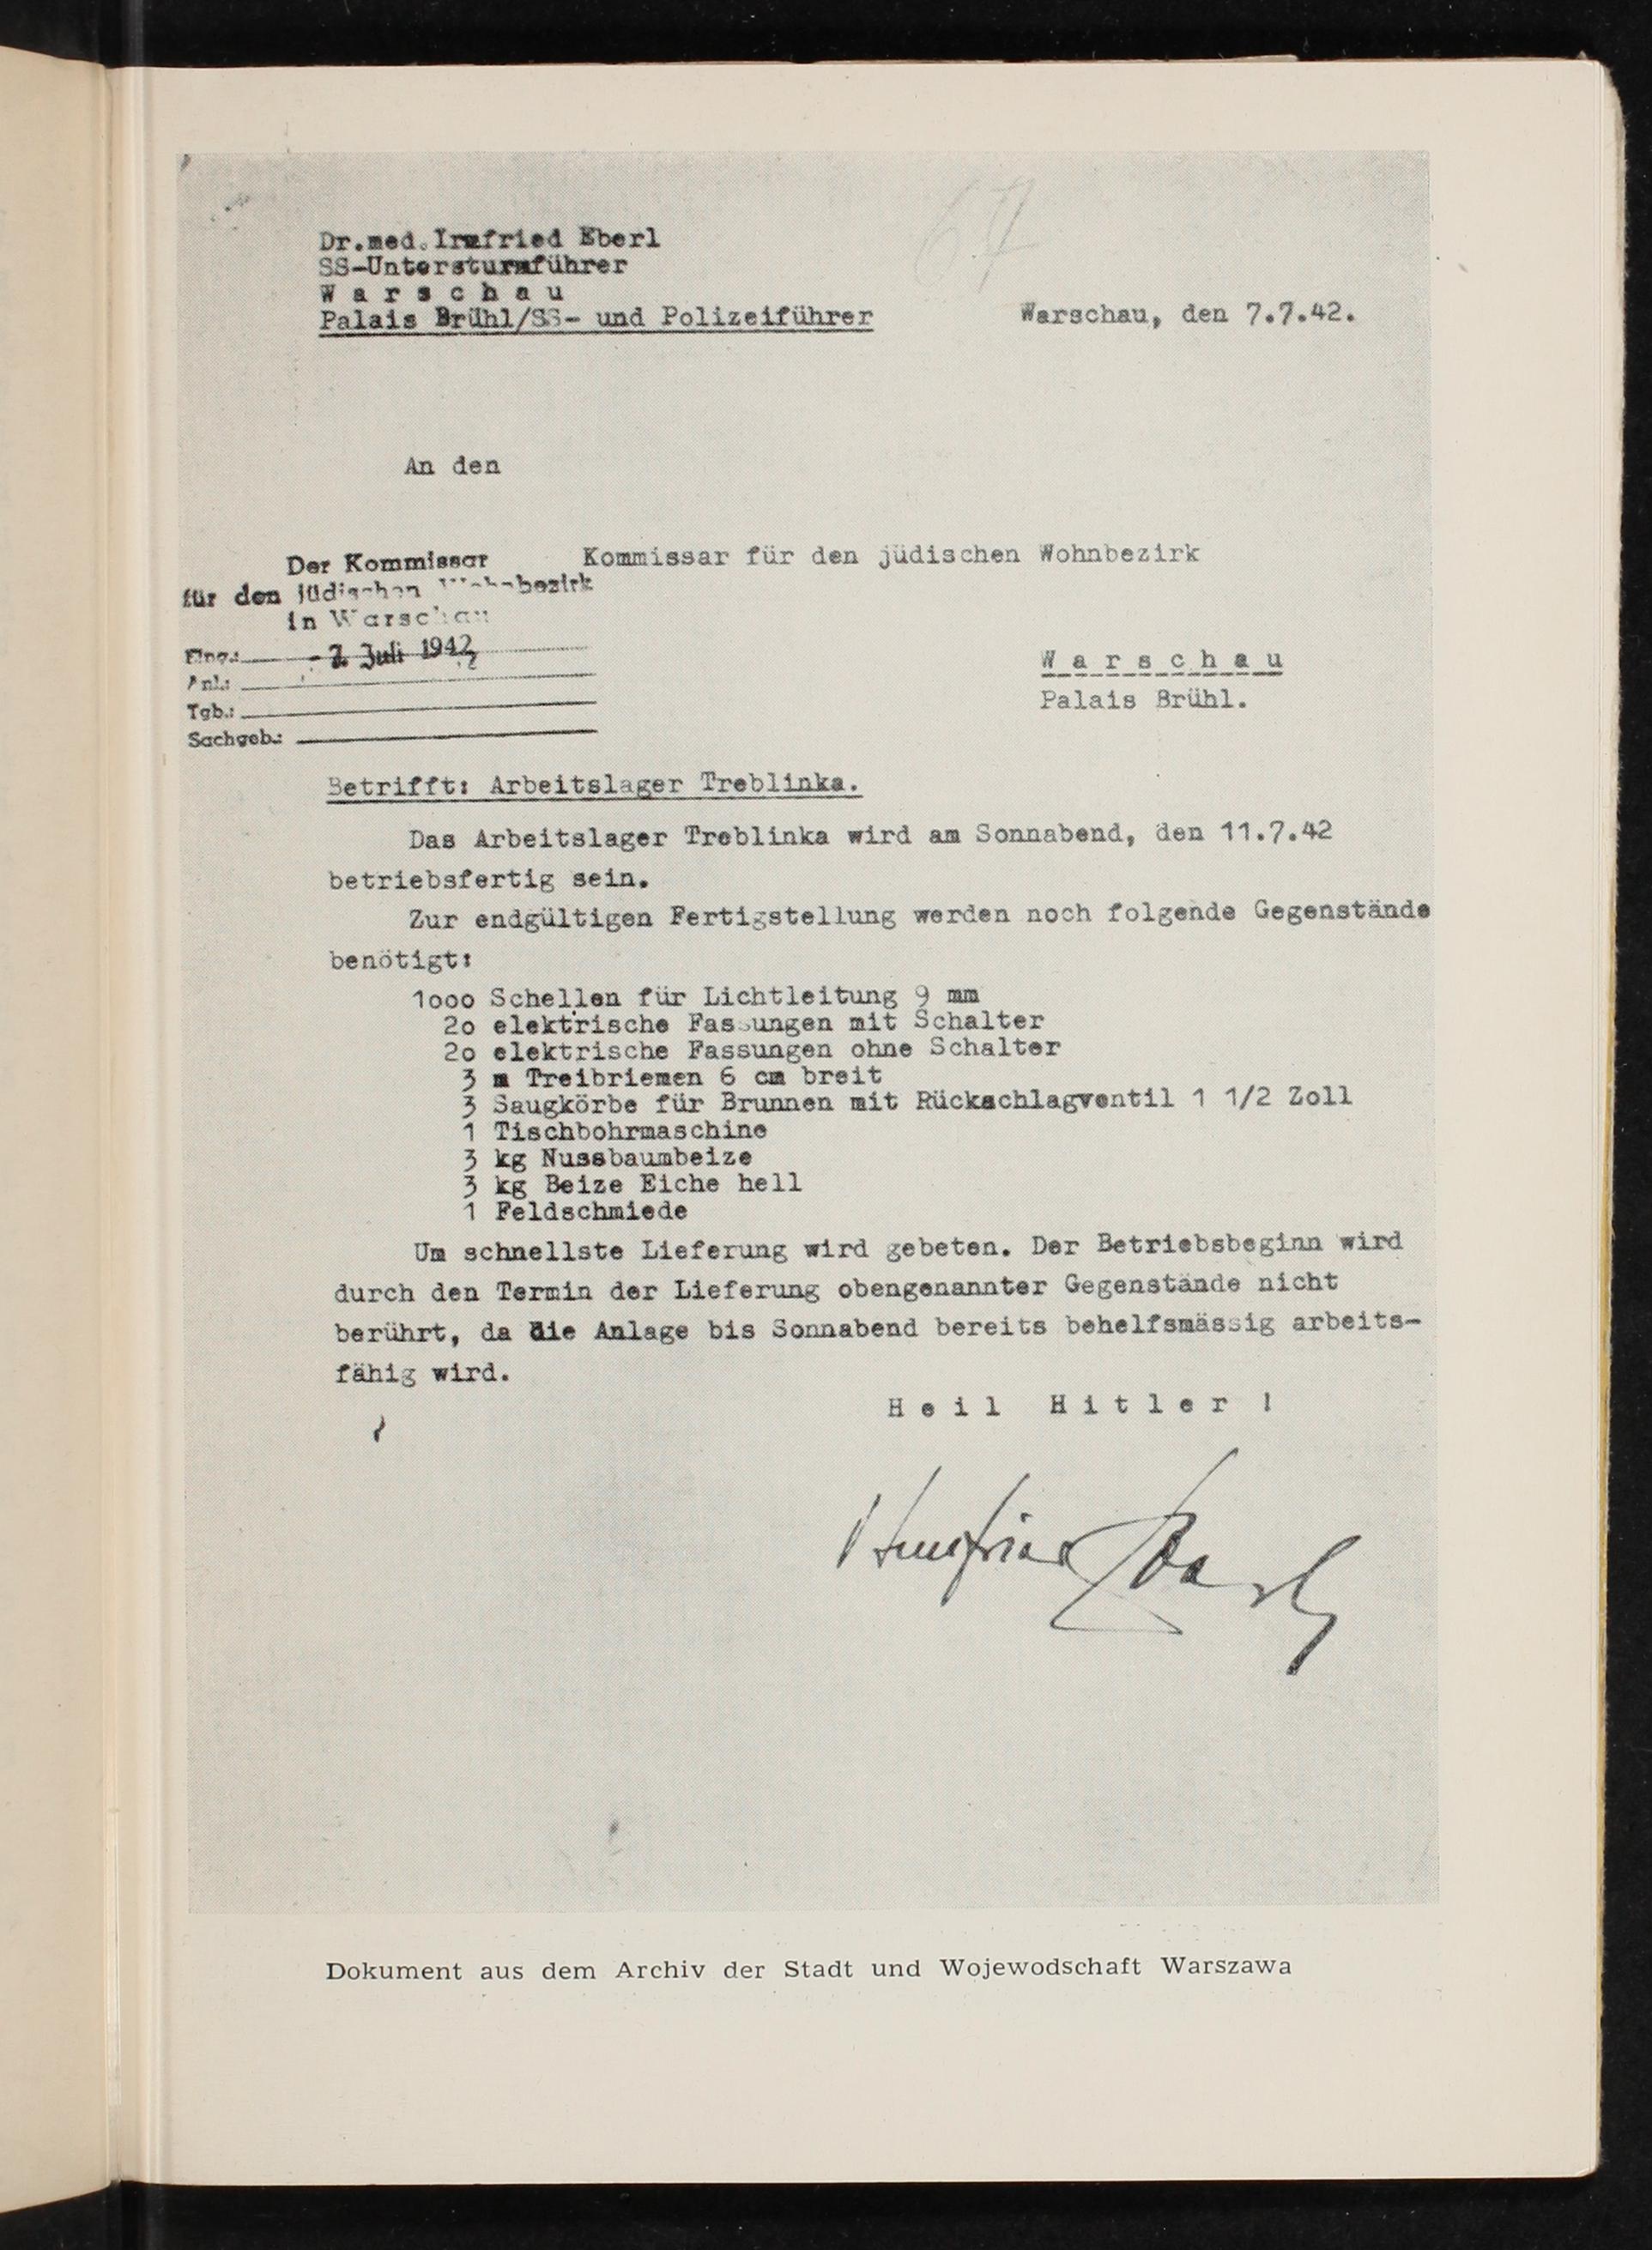 Dr.med.Irmfried Eberl
SS-Untersturmführer
W a r s c h a u
Palais Brühl/SS- und Polizeiführer
Warschau, den 7.7.42.
An den
Kommissar für den jüdischen Wohnbezirk
Der Kommissar
für den jüdischen Wohnbezirk
in Warschau
Eing.: - 7. Juli 1942
Anl.:
Tgb.:
Sachgeb.:
W a r s c h a u
Palais Brühl.
Betrifft: Arbeitslager Treblinka.
Das Arbeitslager Treblinka wird am Sonnabend, den 11.7.42
betriebsfertig sein.
Zur endgültigen Fertigstellung werden noch folgende Gegenstände
benötigt:
1ooo Schellen für Lichtleitung 9 mm
2o elektrische Fassungen mit Schalter
2o elektrische Fassungen ohne Schalter
3 m Treibriemen 6 cm breit
3 Saugkörbe für Brunnen mit Rückschlagventil 1 1/2 Zoll
1 Tischbohrmaschine
3 kg Nussbaumbeize
3 kg Beize Eiche hell
1 Feldschmiede
Um schnellste Lieferung wird gebeten. Der Betriebsbeginn wird
durch den Termin der Lieferung obengenannter Gegenstände nicht
berührt, da die Anlage bis Sonnabend bereits behelfsmässig arbeits-
fähig wird.
H e i l  H i t l e r !
Irmfried Eberl
Dokument aus dem Archiv der Stadt und Wojewodschaft Warszawa